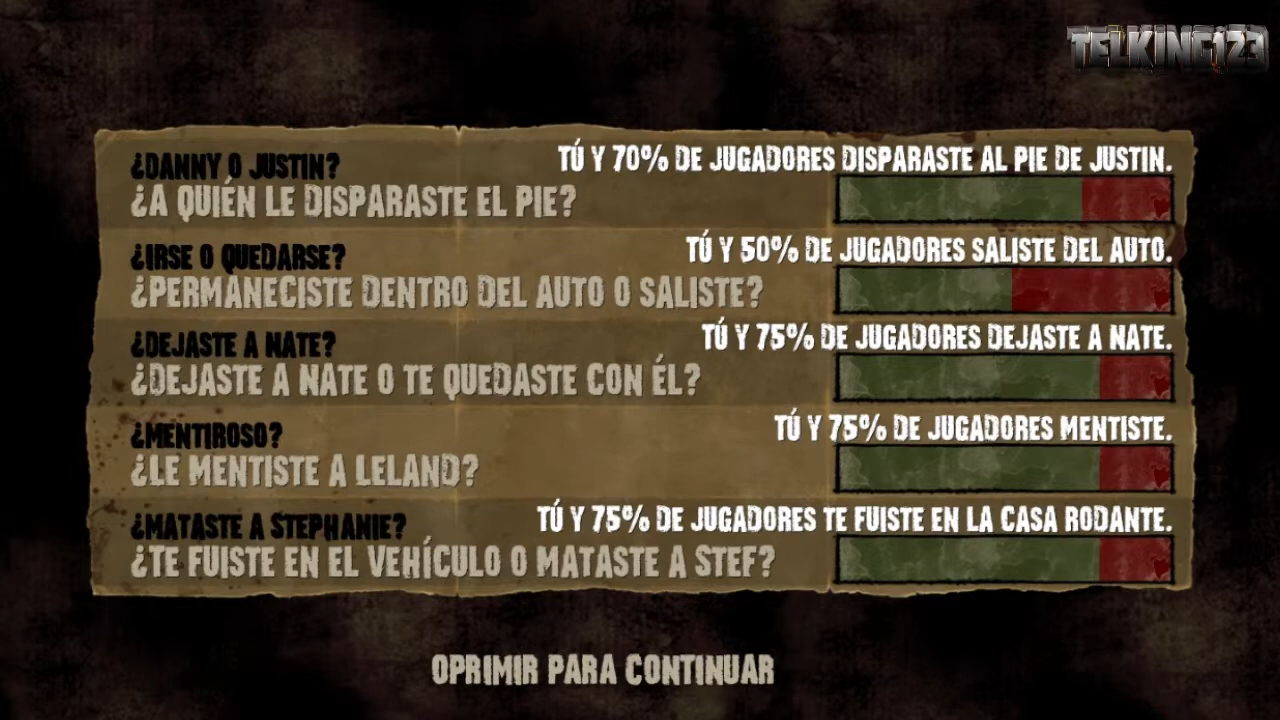 TELKING123
¿DANNY O JUSTIN?
TÚ Y 70% DE JUGADORES DISPARASTE AL PIE DE JUSTIN.
¿A QUIÉN LE DISPARASTE EL PIE?
¿IRSE O QUEDARSE?
TÚ Y 50% DE JUGADORES SALISTE DEL AUTO.
¿PERMANECISTE DENTRO DEL AUTO O SALISTE?
¿DEJASTE A NATE?
TÚ Y 75% DE JUGADORES DEJASTE A NATE.
¿DEJASTE A NATE O TE QUEDASTE CON ÉL?
¿MENTIROSO?
TÚ Y 75% DE JUGADORES MENTISTE.
¿LE MENTISTE A LELAND?
¿MATASTE A STEPHANIE?
TÚ Y 75% DE JUGADORES TE FUISTE EN LA CASA RODANTE.
¿TE FUISTE EN EL VEHÍCULO O MATASTE A STEF?
OPRIMIR PARA CONTINUAR